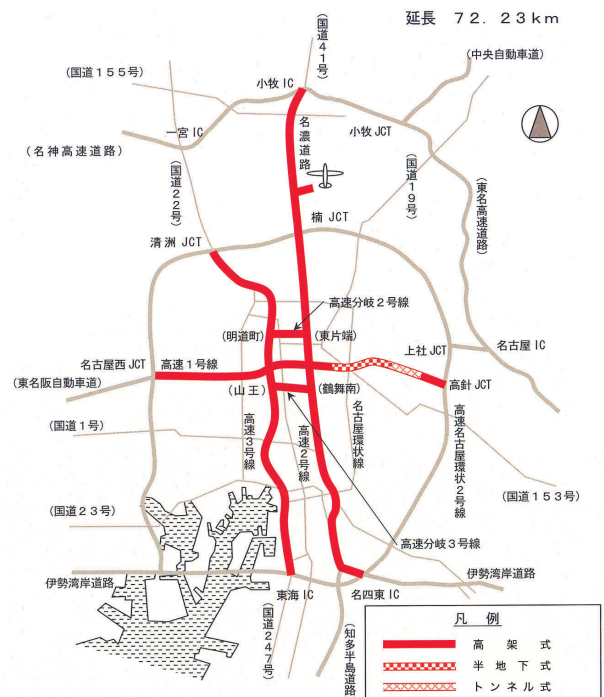 延長 72.23km
(国道41号)
(中央自動車道)
(国道155号)
小牧IC
一宮IC
名濃道路
小牧JCT
(名神高速道路)
(国道22号)
(国道19号)
(東名高速道路)
楠JCT
清洲JCT
高速分岐2号線
(明道町)
(東片端)
上社JCT
名古屋IC
名古屋西JCT
高速1号線
(東名阪自動車道)
(山王)
(鶴舞南)
高針JCT
(国道1号)
高速3号線
高速2号線
名古屋環状線
高速名古屋環状2号線
(国道153号)
(国道23号)
高速分岐3号線
伊勢湾岸道路
東海IC
名四東IC
伊勢湾岸道路
(国道247号)
知多半島道路
凡例
高架式
半地下式
トンネル式